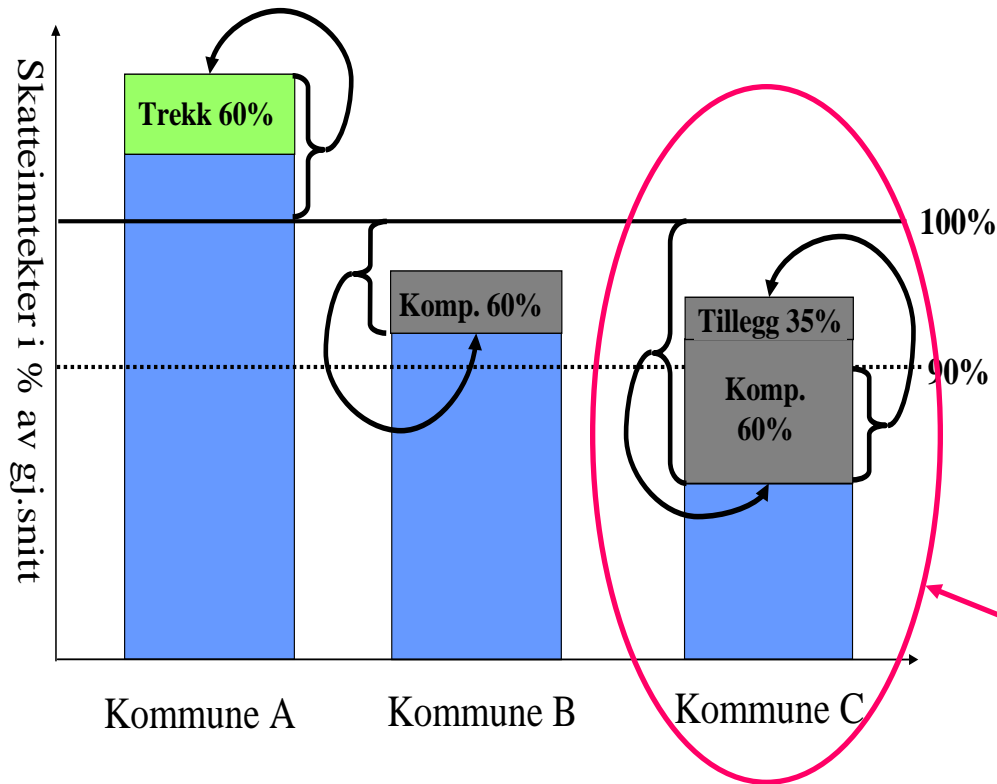 Skatteinntekter i % av gj.snitt
Trekk 60%
100%
Komp. 60%
Tillegg 35%
90%
Komp.
60%
Kommune A
Kommune B
Kommune C